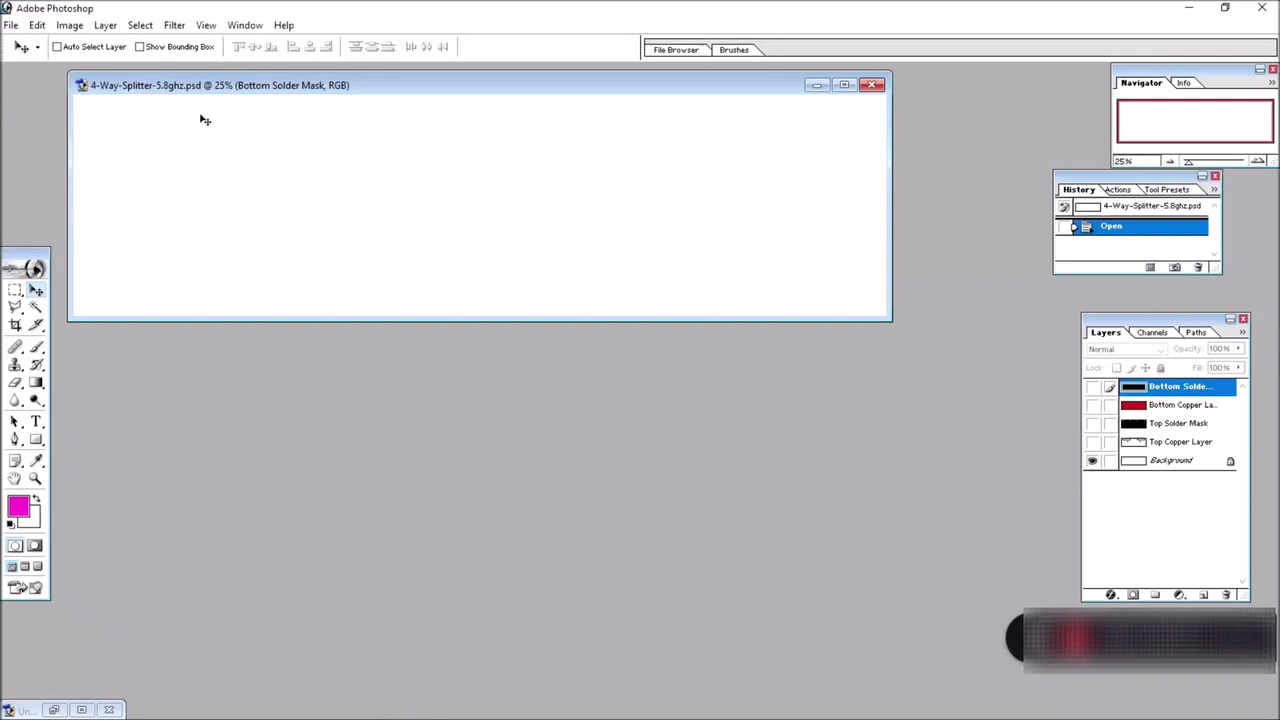 Adobe Photoshop
File Edit Image Layer Select Filter View Window Help
Auto Select Layer Show Bounding Box
File Browser Brushes
4-Way-Splitter-5.8ghz.psd @ 25% (Bottom Solder Mask, RGB)
Navigator Info
25%
History Actions Tool Presets
4-Way-Splitter-5.8ghz.psd
Open
Layers Channels Paths
Normal Opacity: 100%
Lock: Fill: 100%
Bottom Solde...
Bottom Copper La...
Top Solder Mask
Top Copper Layer
Background
Un...